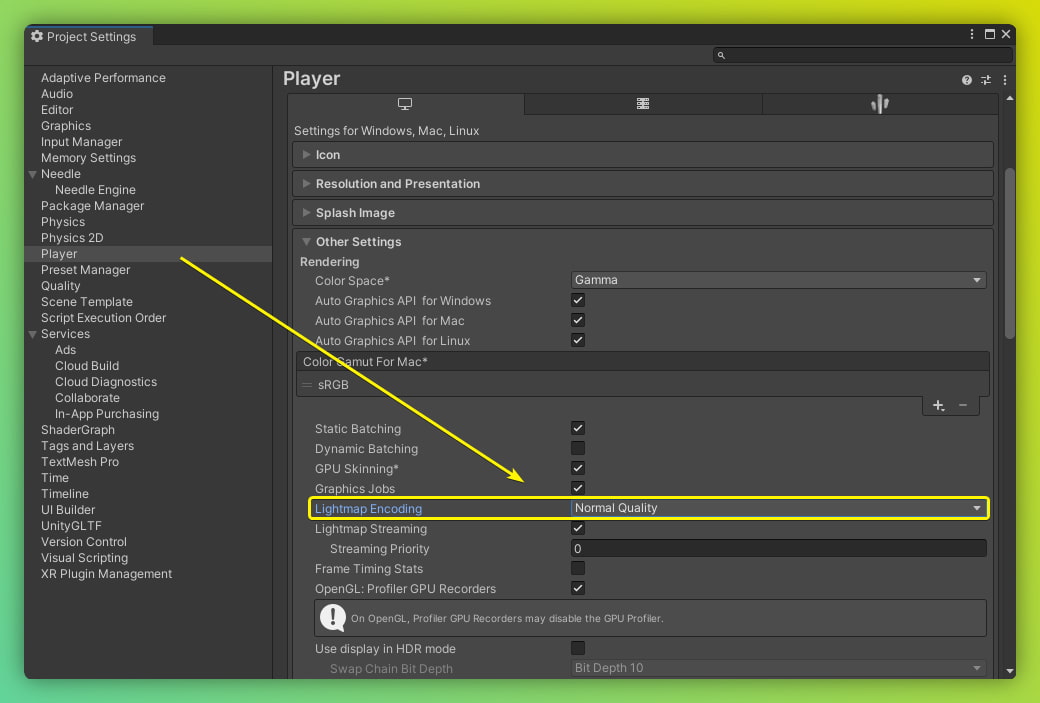 Project Settings
Adaptive Performance
Audio
Editor
Graphics
Input Manager
Memory Settings
Needle
Needle Engine
Package Manager
Physics
Physics 2D
Player
Preset Manager
Quality
Scene Template
Script Execution Order
Services
Ads
Cloud Build
Cloud Diagnostics
Collaborate
In-App Purchasing
ShaderGraph
Tags and Layers
TextMesh Pro
Time
Timeline
UI Builder
UnityGLTF
Version Control
Visual Scripting
XR Plugin Management
Player
Settings for Windows, Mac, Linux
Icon
Resolution and Presentation
Splash Image
Other Settings
Rendering
Color Space* Gamma
Auto Graphics API for Windows
Auto Graphics API for Mac
Auto Graphics API for Linux
Color Gamut For Mac*
sRGB
Static Batching
Dynamic Batching
GPU Skinning*
Graphics Jobs
Lightmap Encoding Normal Quality
Lightmap Streaming
Streaming Priority 0
Frame Timing Stats
OpenGL: Profiler GPU Recorders
On OpenGL, Profiler GPU Recorders may disable the GPU Profiler.
Use display in HDR mode
Swap Chain Bit Depth Bit Depth 10